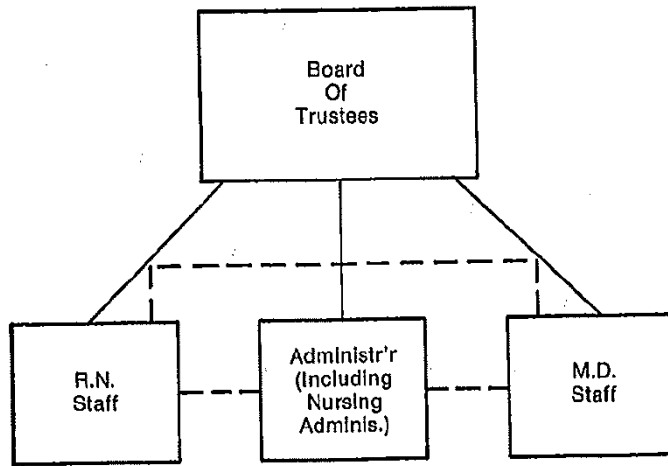 Board
Of
Trustees
R.N.
Staff
Administr'r
(Including
Nursing
Adminis.)
M.D.
Staff